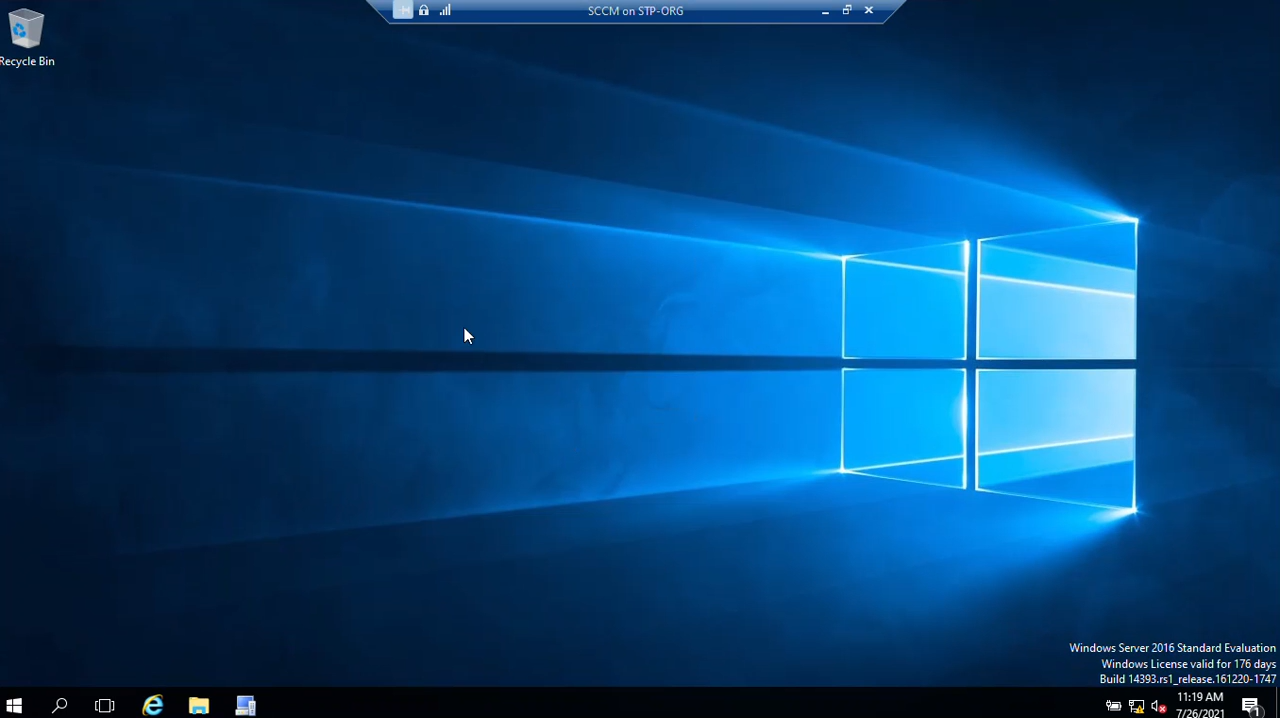 SCCM on STP-ORG
Recycle Bin
Windows Server 2016 Standard Evaluation
Windows License valid for 176 days
Build 14393.rs1_release.161220-1747
11:19 AM
7/26/2021
1